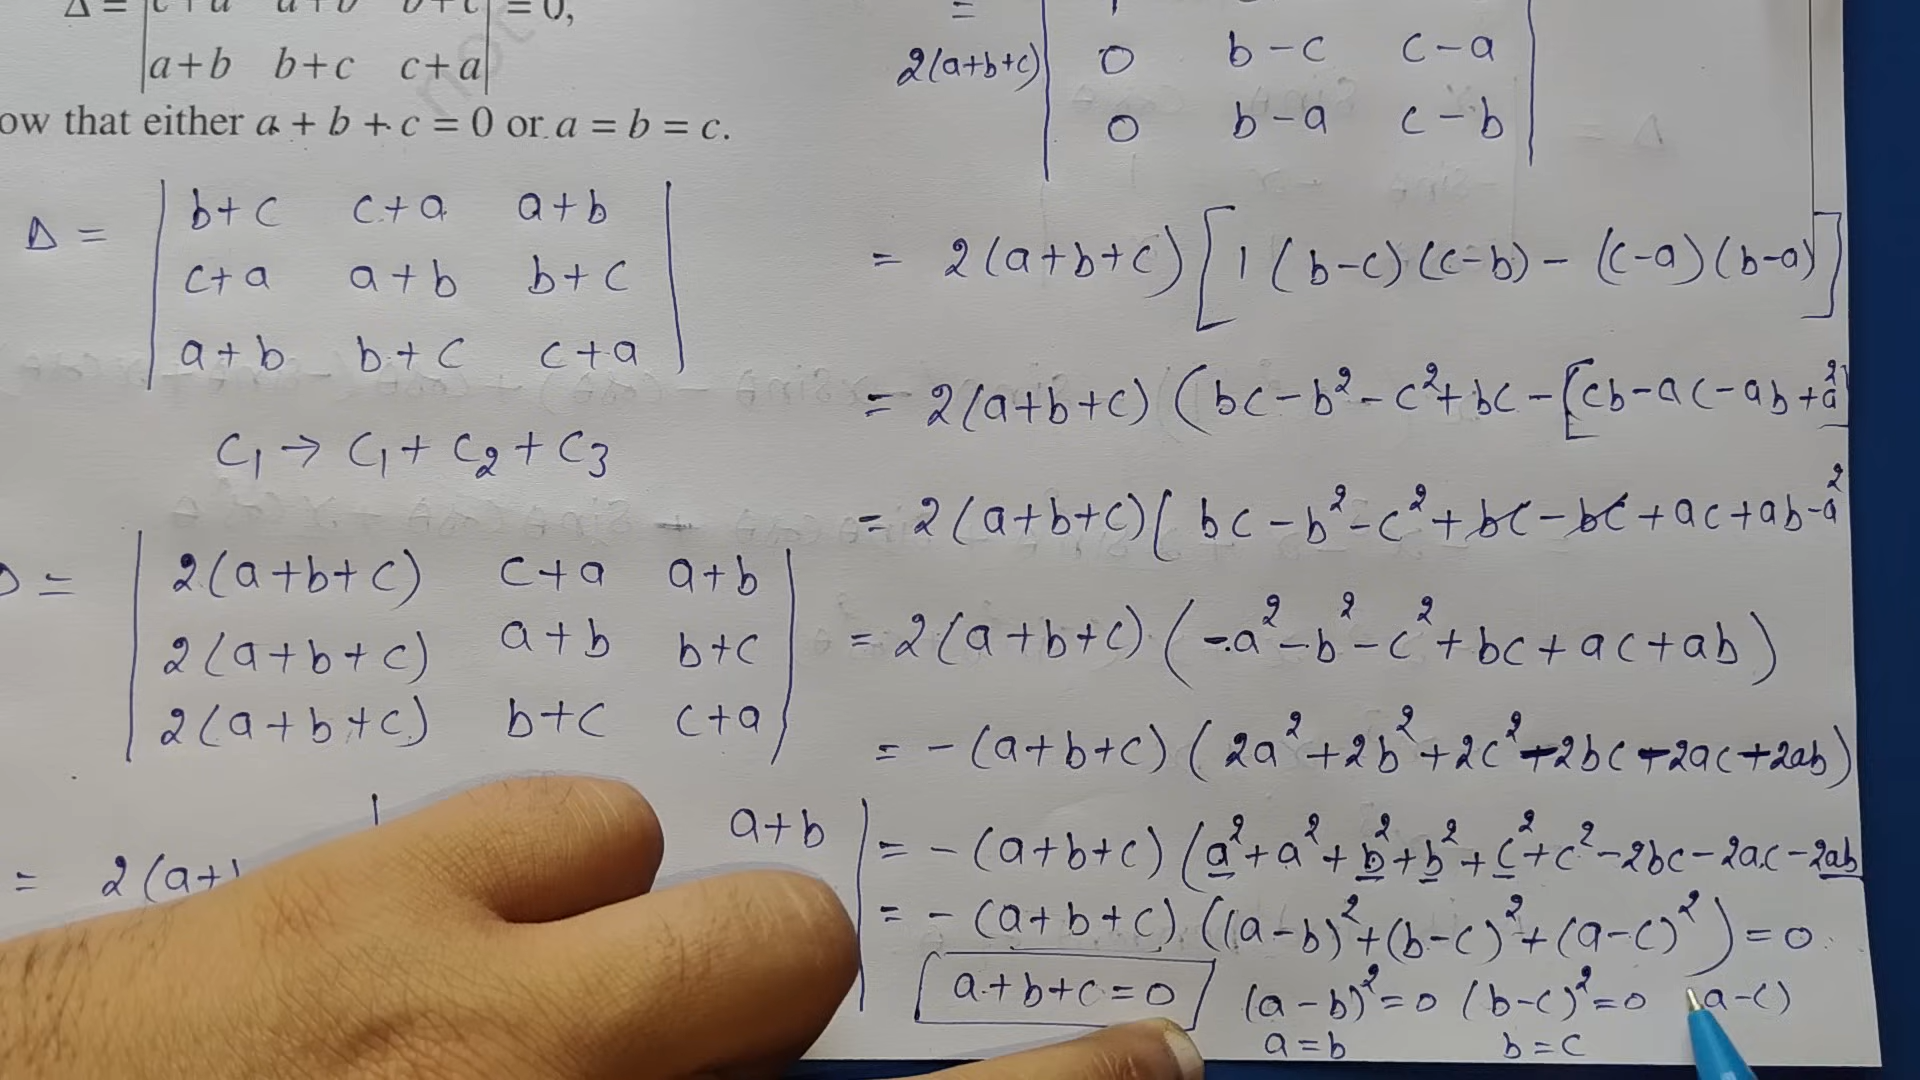 Δ = |c+a a+b b+c| = 0,
|a+b b+c c+a|
ow that either a + b + c = 0 or a = b = c.
Δ = | b+c c+a a+b |
| c+a a+b b+c |
| a+b b+c c+a |
C₁ → C₁ + C₂ + C₃
= | 2(a+b+c) c+a a+b |
| 2(a+b+c) a+b b+c |
| 2(a+b+c) b+c c+a |
a+b
= 2(a+
=
2(a+b+c) | 0 b-c c-a |
| 0 b-a c-b |
= 2(a+b+c) [1(b-c)(c-b) - (c-a)(b-a)]
= 2(a+b+c) (bc - b² - c² + bc - [cb - ac - ab + a²]
= 2(a+b+c) (bc - b² - c² + bc - bc + ac + ab - a²
= 2(a+b+c) (-a² - b² - c² + bc + ac + ab)
= -(a+b+c) (2a² + 2b² + 2c² - 2bc - 2ac + 2ab)
= -(a+b+c) (a² + a² + b² + b² + c² + c² - 2bc - 2ac - 2ab
= -(a+b+c) ((a-b)² + (b-c)² + (a-c)²) = 0
a+b+c = 0 (a-b)² = 0 (b-c)² = 0 (a-c)
a = b b = c